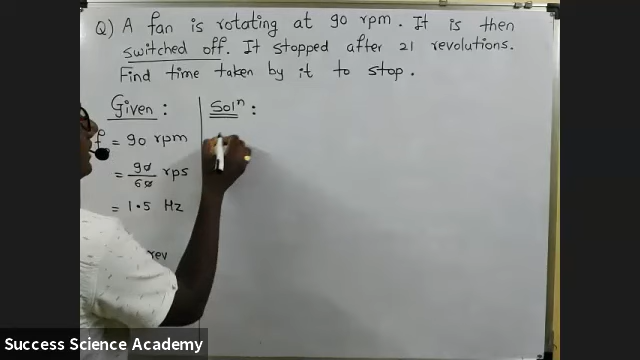 Q) A fan is rotating at 90 rpm. It is then
switched off. It stopped after 21 revolutions.
Find time taken by it to stop.
Given :
f = 90 rpm
= 90/60 rps
= 1.5 Hz
rev
Solⁿ :
Success Science Academy